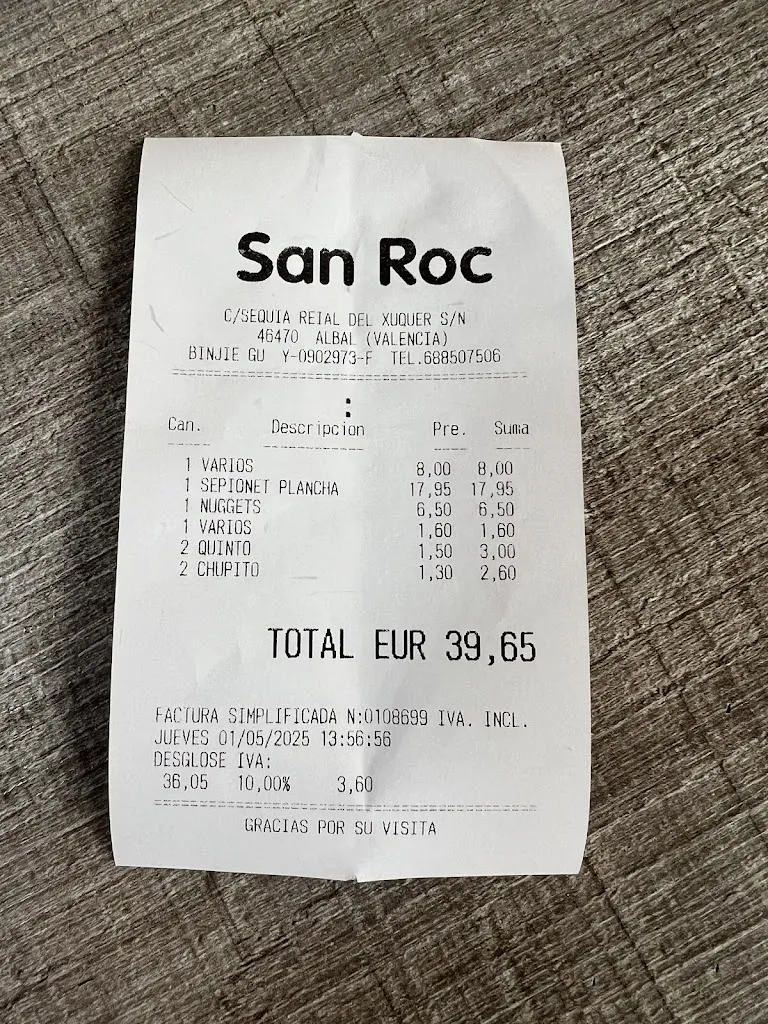 San Roc
C/SEQUIA REIAL DEL XUQUER S/N
46470 ALBAL (VALENCIA)
BINJIE GU Y-0902973-F TEL.688507506
:
Can. Descripcion Pre. Suma
1 VARIOS 8,00 8,00
1 SEPIONET PLANCHA 17,95 17,95
1 NUGGETS 6,50 6,50
1 VARIOS 1,60 1,60
2 QUINTO 1,50 3,00
2 CHUPITO 1,30 2,60
TOTAL EUR 39,65
FACTURA SIMPLIFICADA N:0108699 IVA. INCL.
JUEVES 01/05/2025 13:56:56
DESGLOSE IVA:
36,05 10,00% 3,60
GRACIAS POR SU VISITA